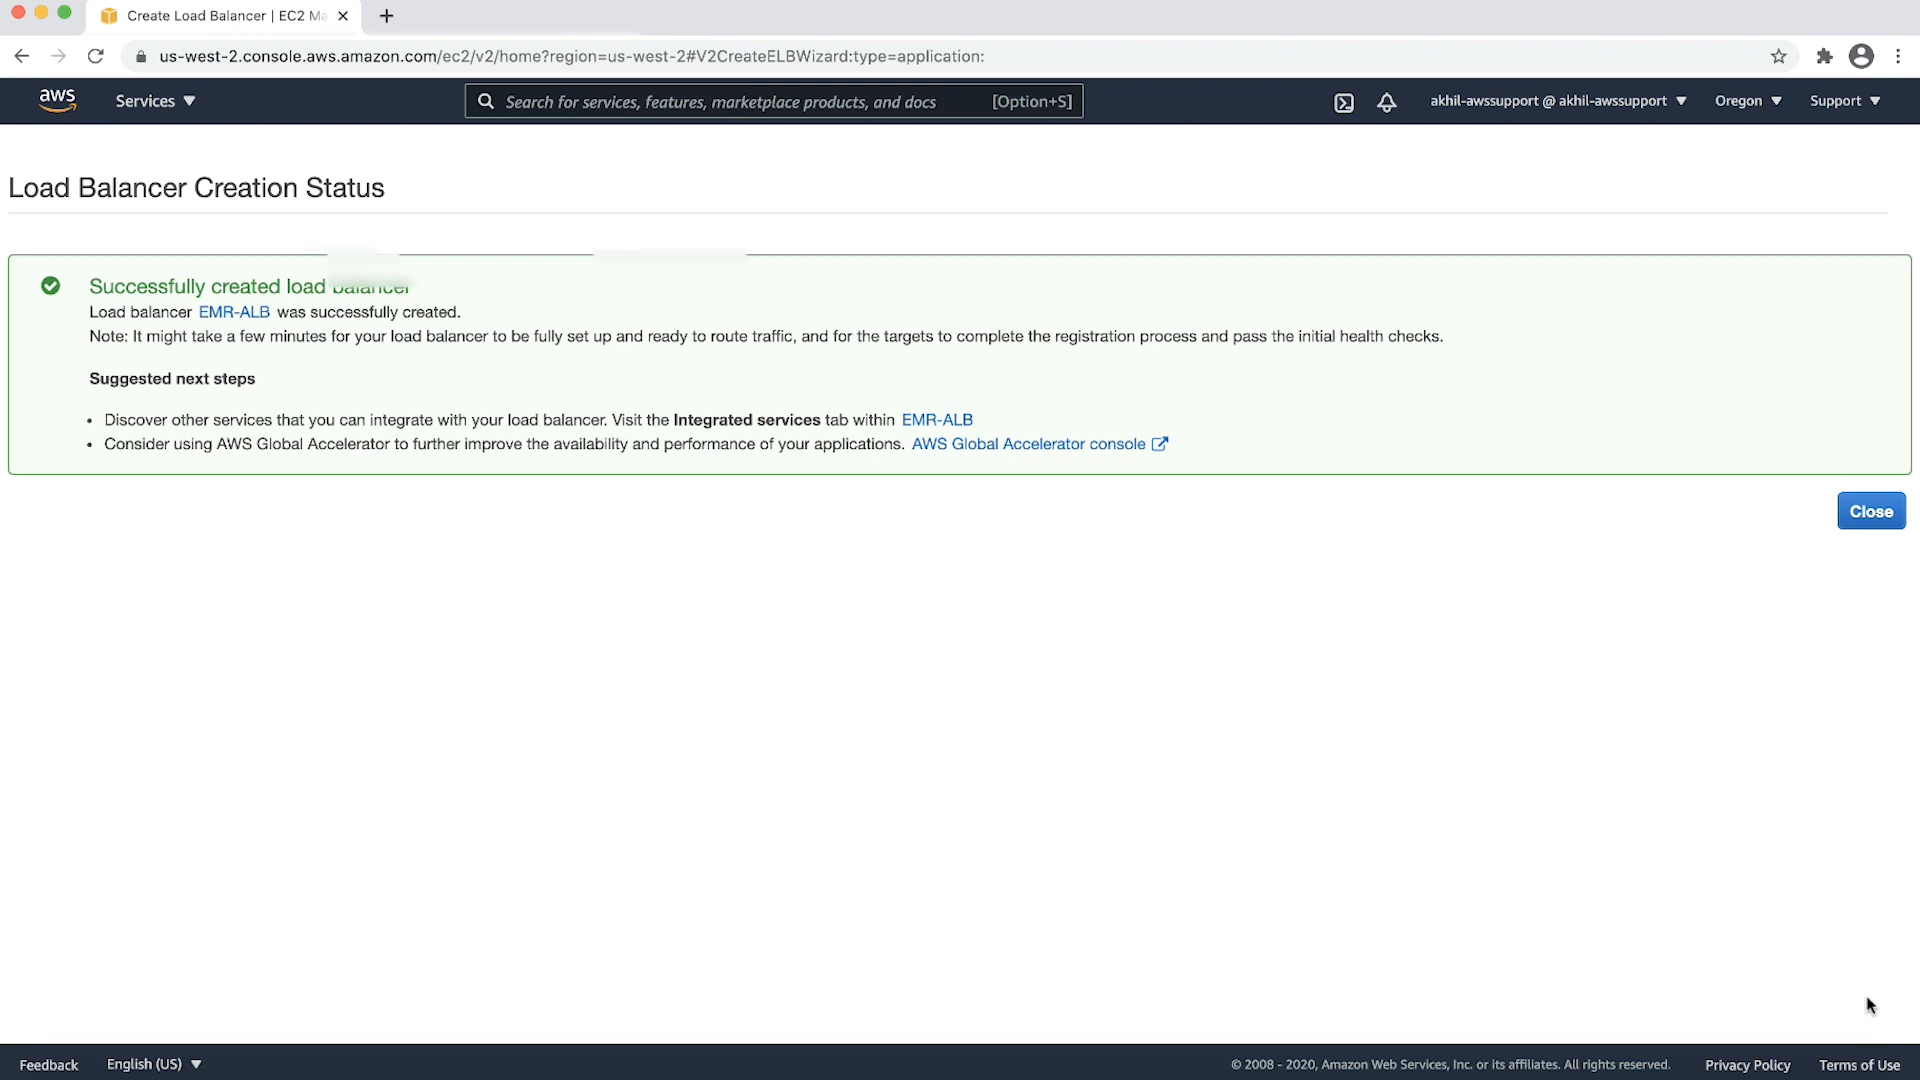 Create Load Balancer | EC2 Ma
us-west-2.console.aws.amazon.com/ec2/v2/home?region=us-west-2#V2CreateELBWizard:type=application:
aws Services Search for services, features, marketplace products, and docs [Option+S] akhil-awssupport @ akhil-awssupport Oregon Support
Load Balancer Creation Status
Successfully created load balancer
Load balancer EMR-ALB was successfully created.
Note: It might take a few minutes for your load balancer to be fully set up and ready to route traffic, and for the targets to complete the registration process and pass the initial health checks.
Suggested next steps
• Discover other services that you can integrate with your load balancer. Visit the Integrated services tab within EMR-ALB
• Consider using AWS Global Accelerator to further improve the availability and performance of your applications. AWS Global Accelerator console
Close
Feedback English (US) © 2008 - 2020, Amazon Web Services, Inc. or its affiliates. All rights reserved. Privacy Policy Terms of Use